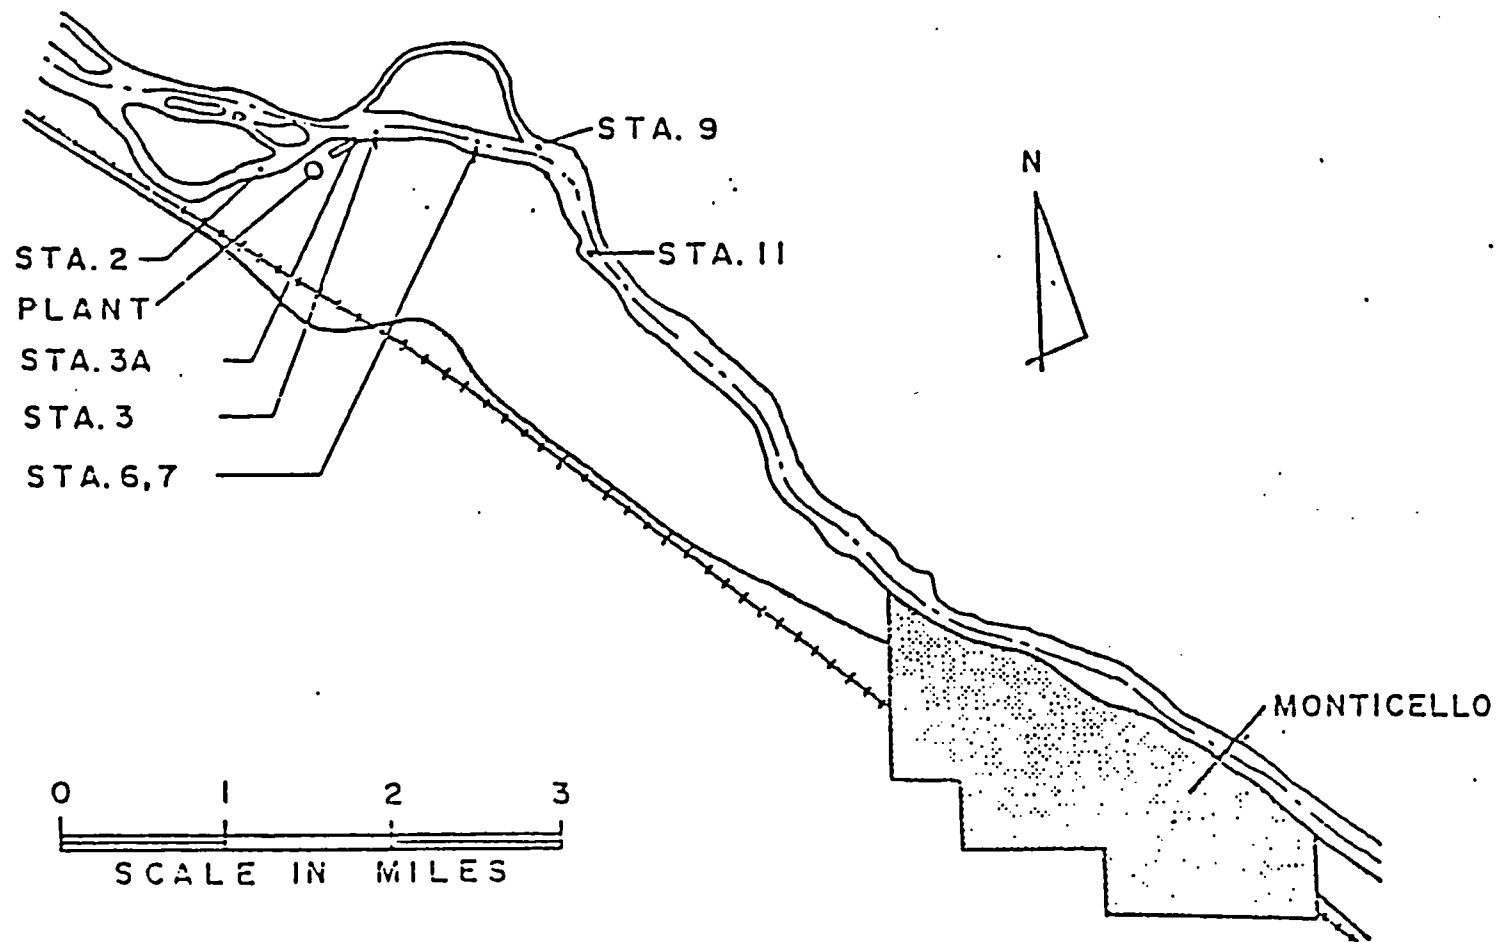 STA. 9
N
STA. 2
STA. 11
PLANT
STA. 3A
STA. 3
STA. 6,7
MONTICELLO
0 1 2 3
SCALE IN MILES